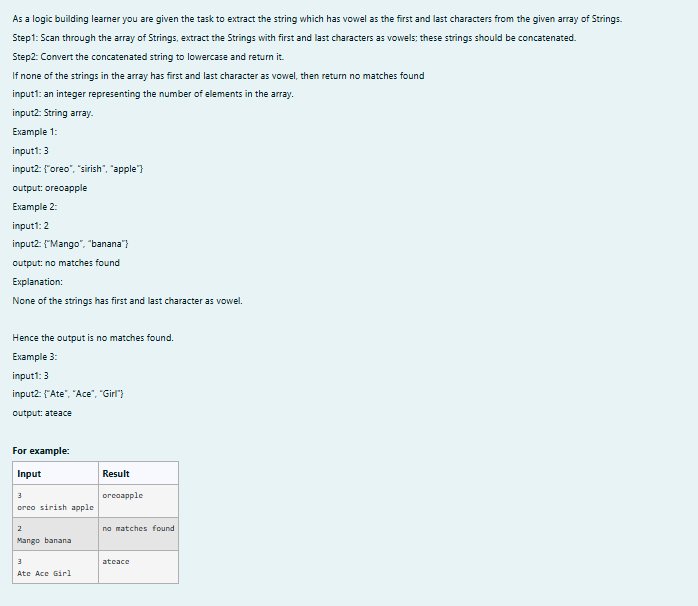 As a logic building learner you are given the task to extract the string which has vowel as the first and last characters from the given array of Strings.
Step1: Scan through the array of Strings, extract the Strings with first and last characters as vowels; these strings should be concatenated.
Step2: Convert the concatenated string to lowercase and return it.
If none of the strings in the array has first and last character as vowel, then return no matches found
input1: an integer representing the number of elements in the array.
input2: String array.
Example 1:
input1: 3
input2: {"oreo", "sirish", "apple"}
output: oreoapple
Example 2:
input1: 2
input2: {"Mango", "banana"}
output: no matches found
Explanation:
None of the strings has first and last character as vowel.
Hence the output is no matches found.
Example 3:
input1: 3
input2: {"Ate", "Ace", "Girl"}
output: ateace
For example:
Input Result
3 oreoapple
oreo sirish apple
2 no matches found
Mango banana
3 ateace
Ate Ace Girl